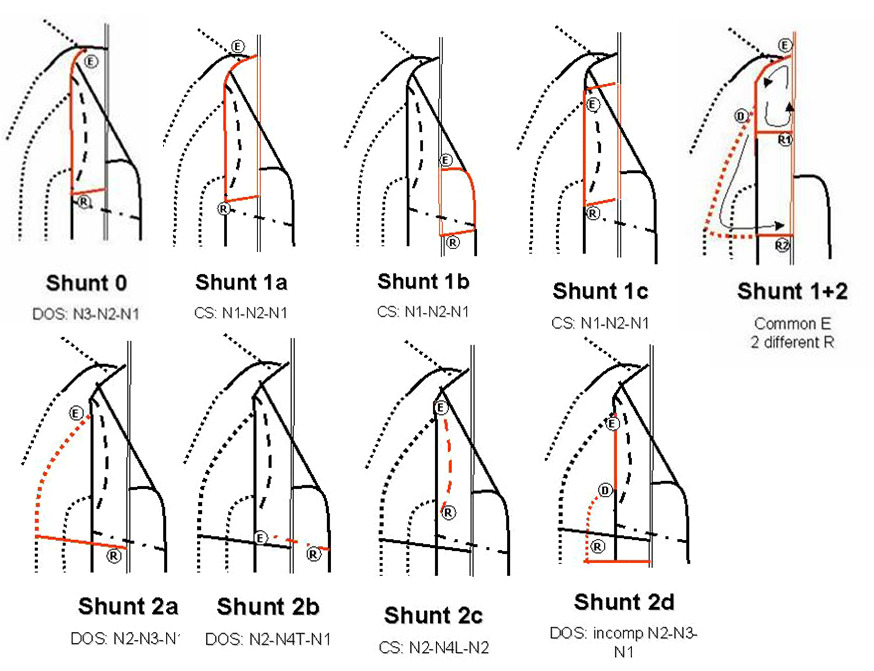 E
E
E
E
E
D
R1
R
R
R
R
R2
Shunt 0
Shunt 1a
Shunt 1b
Shunt 1c
Shunt 1+2
DOS: N3-N2-N1
CS: N1-N2-N1
CS: N1-N2-N1
CS: N1-N2-N1
Common E
2 different R
E
E
E
E
D
R
R
R
R
Shunt 2a
Shunt 2b
Shunt 2c
Shunt 2d
DOS: N2-N3-N
DOS: N2-N4T-N1
CS: N2-N4L-N2
DOS: incomp N2-N3-
N1